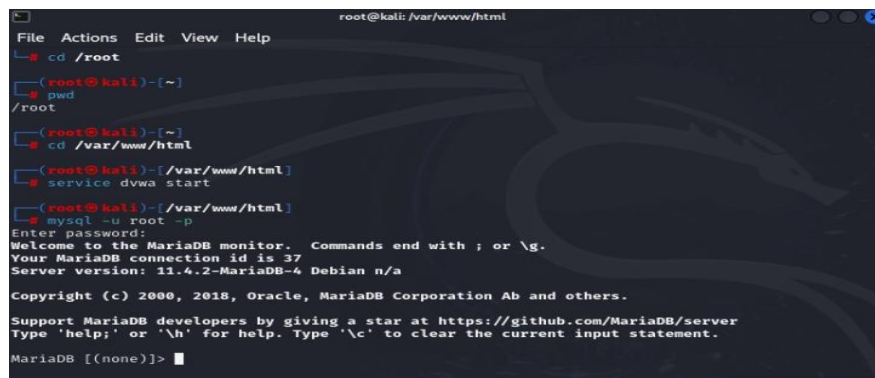 root@kali: /var/www/html
File Actions Edit View Help
└─# cd /root
┌──(root㉿kali)-[~]
└─# pwd
/root
┌──(root㉿kali)-[~]
└─# cd /var/www/html
┌──(root㉿kali)-[/var/www/html]
└─# service dvwa start
┌──(root㉿kali)-[/var/www/html]
└─# mysql -u root -p
Enter password:
Welcome to the MariaDB monitor.  Commands end with ; or \g.
Your MariaDB connection id is 37
Server version: 11.4.2-MariaDB-4 Debian n/a
Copyright (c) 2000, 2018, Oracle, MariaDB Corporation Ab and others.
Support MariaDB developers by giving a star at https://github.com/MariaDB/server
Type 'help;' or '\h' for help. Type '\c' to clear the current input statement.
MariaDB [(none)]>